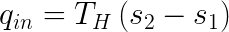 q_{in} = T_H (s_2 − s_1)